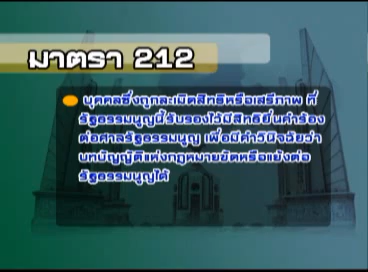 มาตรา 212
บุคคลซึ่งถูกละเมิดสิทธิหรือเสรีภาพ ที่
รัฐธรรมนูญนี้รับรองไว้มีสิทธิยื่นคำร้อง
ต่อศาลรัฐธรรมนูญ เพื่อมีคำวินิจฉัยว่า
บทบัญญัติแห่งกฎหมายขัดหรือแย้งต่อ
รัฐธรรมนูญได้